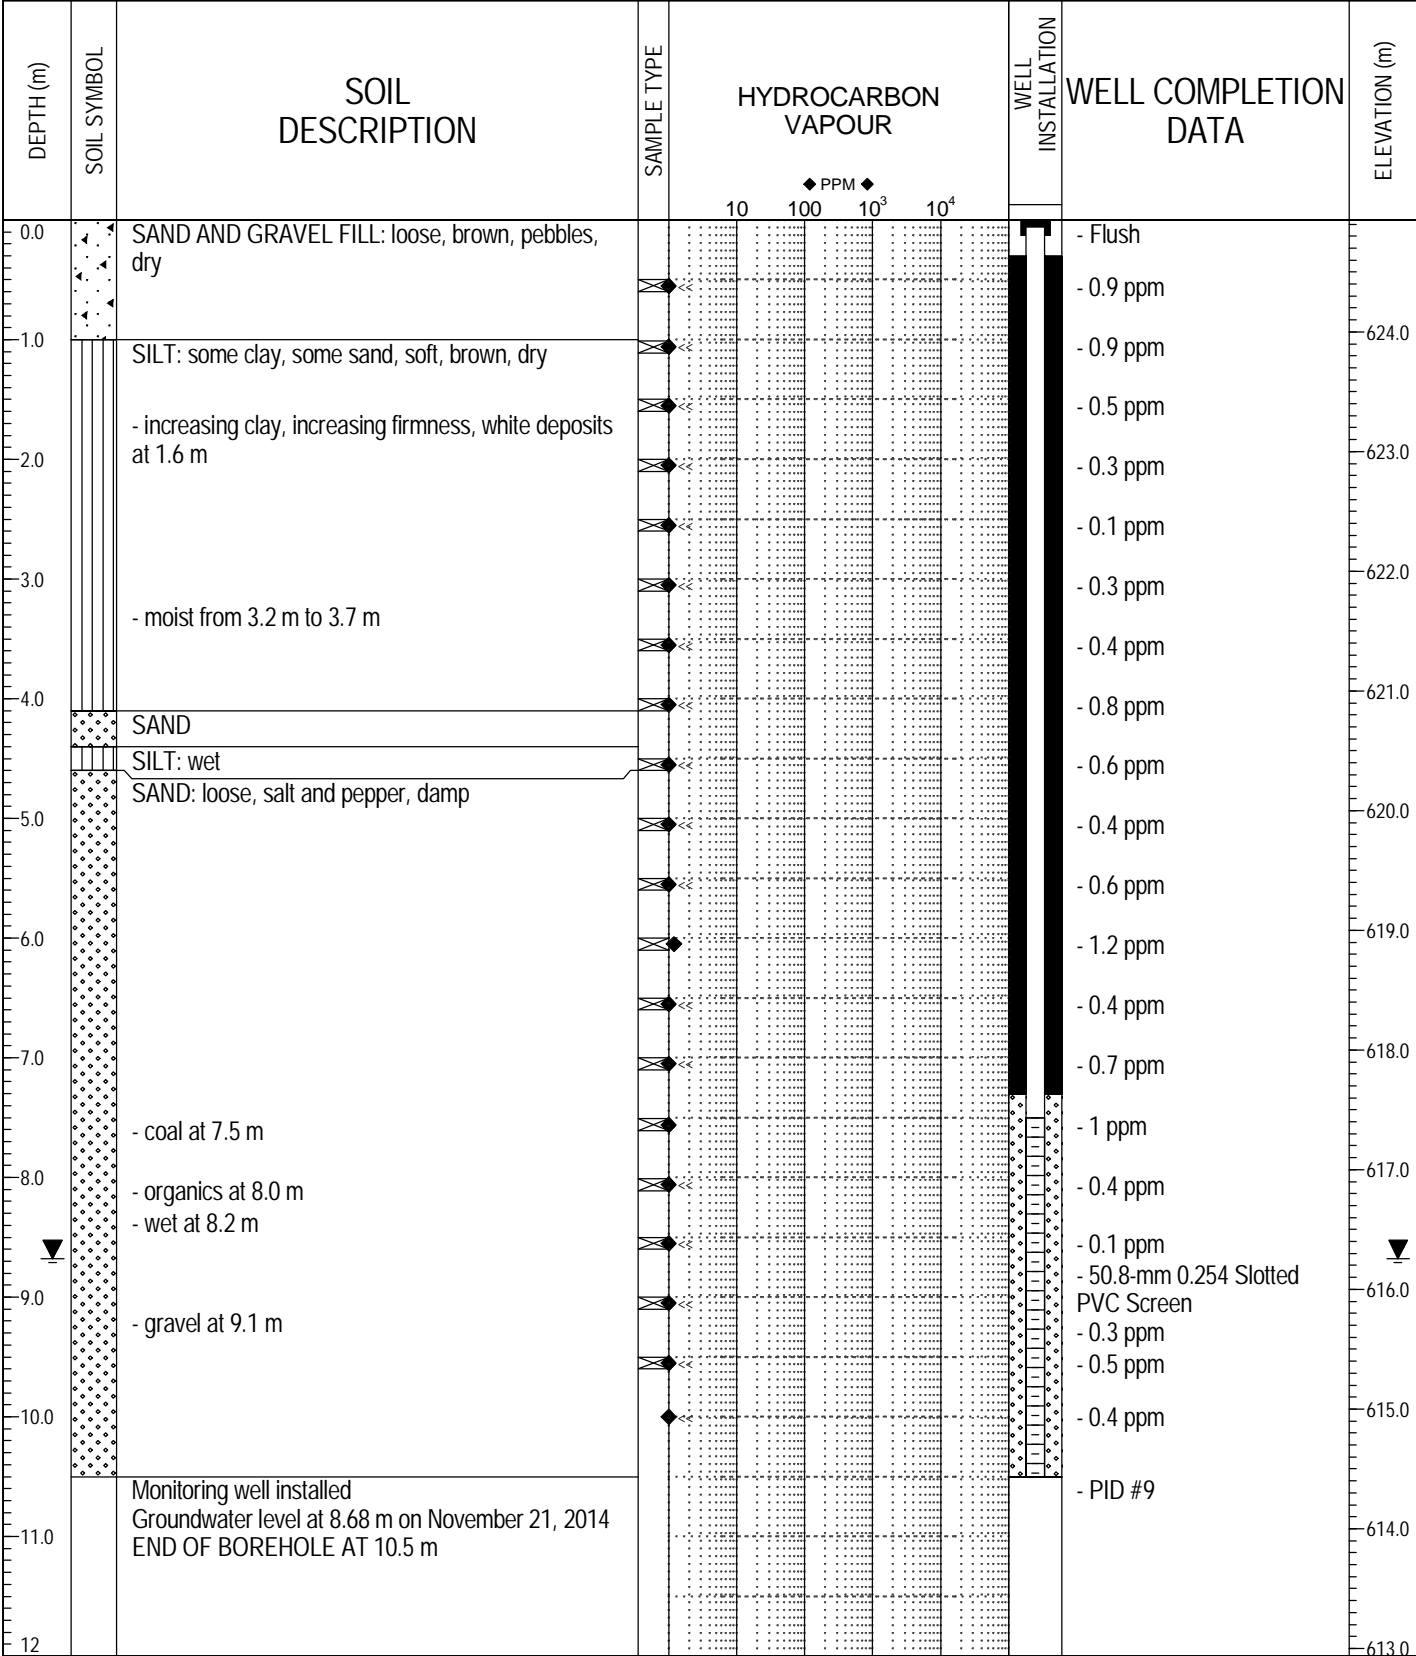 DEPTH (m)
SOIL SYMBOL
SOIL
DESCRIPTION
SAMPLE TYPE
HYDROCARBON
VAPOUR
◆ PPM ◆
10 100 10³ 10⁴
WELL
INSTALLATION
WELL COMPLETION
DATA
ELEVATION (m)
0.0
SAND AND GRAVEL FILL: loose, brown, pebbles,
dry
- Flush
<<
- 0.9 ppm
1.0
624.0
SILT: some clay, some sand, soft, brown, dry
<<
- 0.9 ppm
- increasing clay, increasing firmness, white deposits
at 1.6 m
<<
- 0.5 ppm
2.0
623.0
<<
- 0.3 ppm
<<
- 0.1 ppm
3.0
622.0
<<
- 0.3 ppm
- moist from 3.2 m to 3.7 m
<<
- 0.4 ppm
4.0
621.0
<<
- 0.8 ppm
SAND
SILT: wet
<<
- 0.6 ppm
SAND: loose, salt and pepper, damp
5.0
620.0
<<
- 0.4 ppm
<<
- 0.6 ppm
6.0
619.0
- 1.2 ppm
<<
- 0.4 ppm
7.0
618.0
<<
- 0.7 ppm
- coal at 7.5 m
<<
- 1 ppm
8.0
617.0
- organics at 8.0 m
<<
- 0.4 ppm
- wet at 8.2 m
<<
- 0.1 ppm
- 50.8-mm 0.254 Slotted
PVC Screen
9.0
616.0
- gravel at 9.1 m
<<
- 0.3 ppm
<<
- 0.5 ppm
10.0
615.0
<<
- 0.4 ppm
Monitoring well installed
Groundwater level at 8.68 m on November 21, 2014
END OF BOREHOLE AT 10.5 m
- PID #9
11.0
614.0
12
613.0